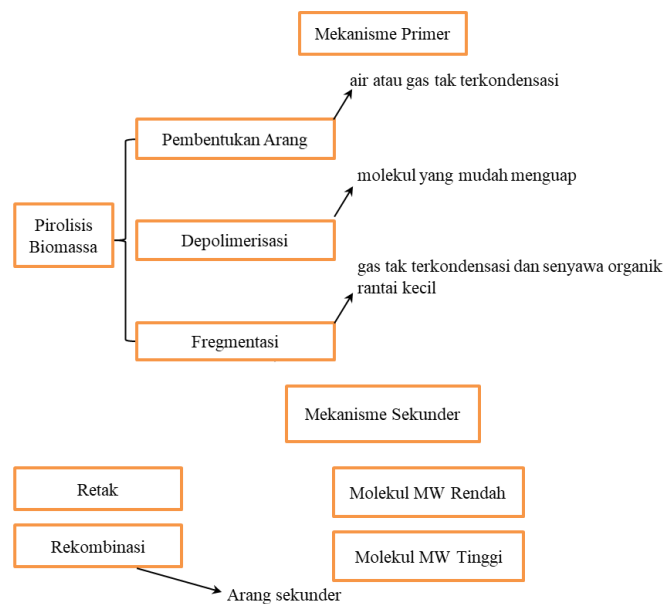 Mekanisme Primer
air atau gas tak terkondensasi
Pembentukan Arang
molekul yang mudah menguap
Pirolisis
Biomassa
Depolimerisasi
gas tak terkondensasi dan senyawa organik
rantai kecil
Fregmentasi
Mekanisme Sekunder
Retak
Molekul MW Rendah
Rekombinasi
Molekul MW Tinggi
Arang sekunder